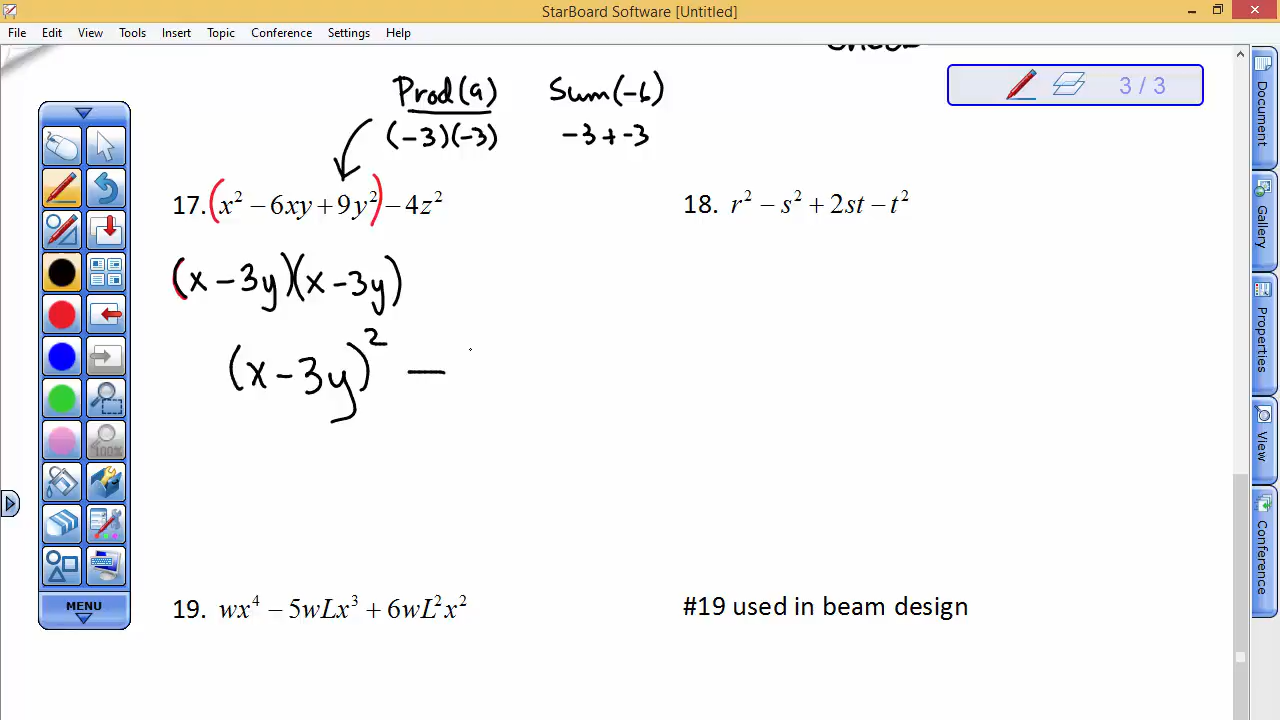 StarBoard Software [Untitled]
File Edit View Tools Insert Topic Conference Settings Help
3 / 3
Prod(9) Sum(-6)
(-3)(-3) -3+-3
17. (x² − 6xy + 9y²) − 4z²
18. r² − s² + 2st − t²
(x − 3y)(x − 3y)
(x − 3y)² −
19. wx⁴ − 5wLx³ + 6wL²x²
#19 used in beam design
100%
MENU
Document
Gallery
Properties
View
Conference